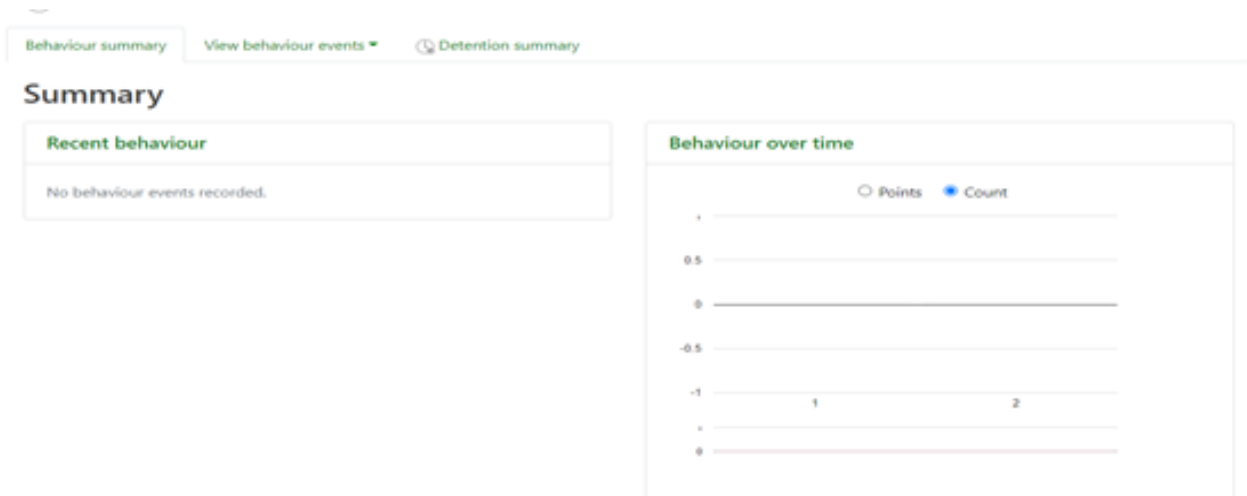 Behaviour summary View behaviour events Detention summary
Summary
Recent behaviour
No behaviour events recorded.
Behaviour over time
Points Count
0.5
0
-0.5
-1
1 2
0